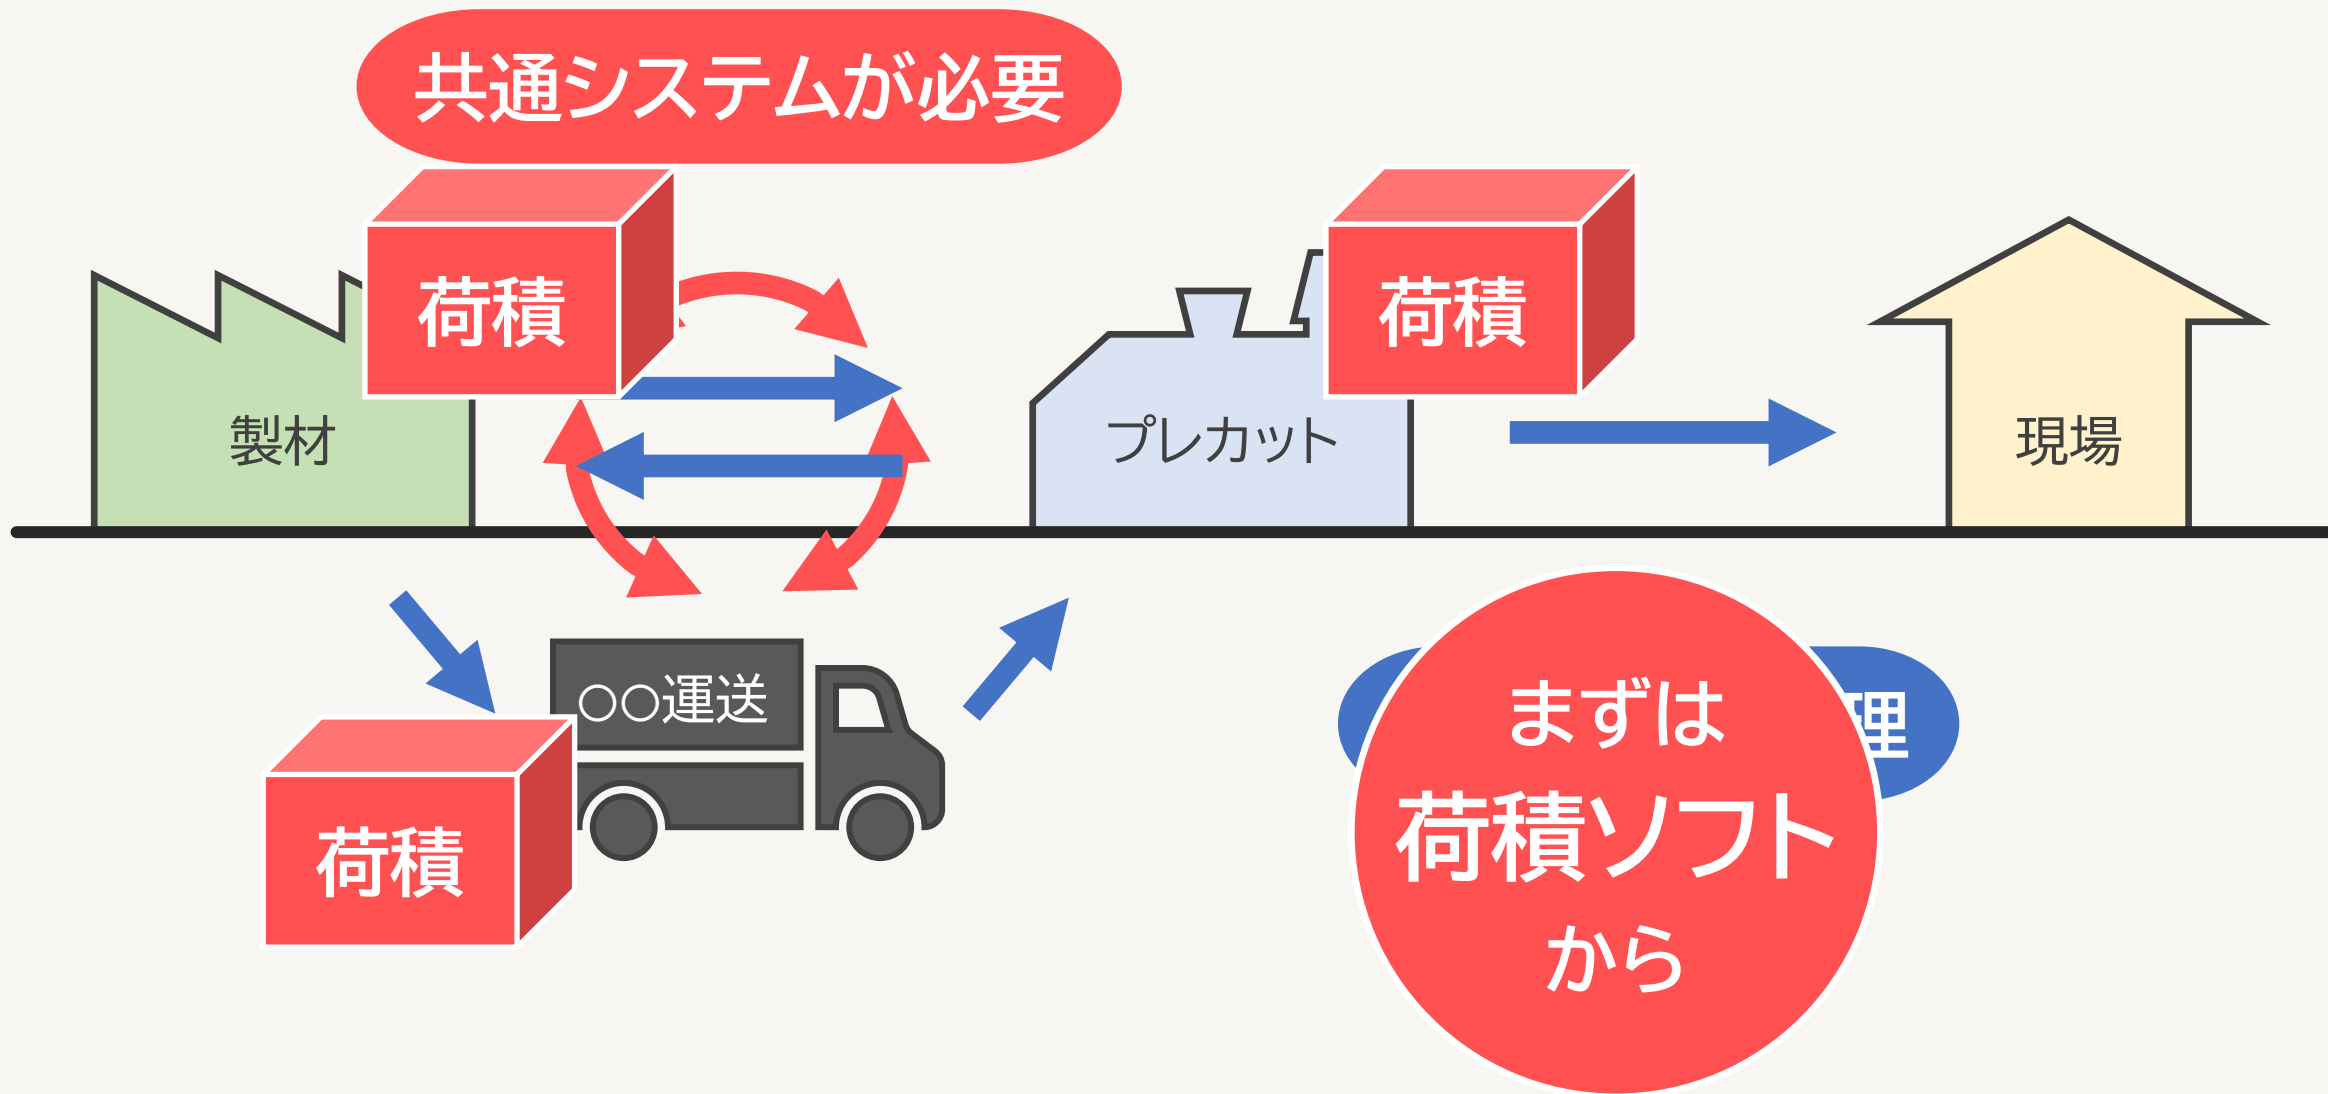 共通システムが必要
荷積
荷積
製材
プレカット
現場
○○運送
荷積
理
まずは
荷積ソフト
から